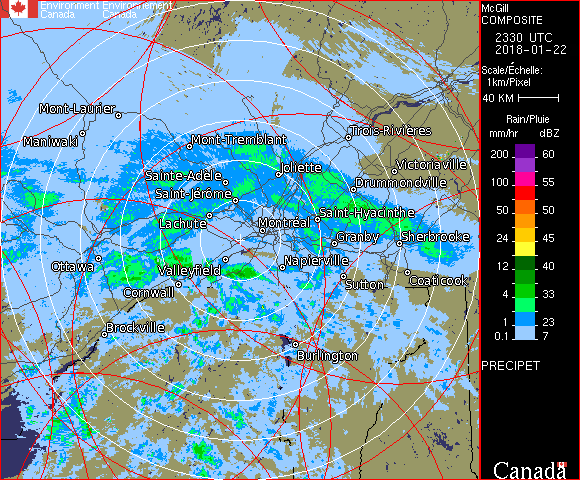 Environment Environnement
Canada Canada
McGill
COMPOSITE
2330 UTC
2018-01-22
Scale/Échelle:
1km/Pixel
40 KM
Rain/Pluie
mm/hr dBZ
200 60
100 55
50 50
24 45
12 40
4 33
1 23
0.1 7
PRECIPET
Canada
Mont-Laurier
Maniwaki
Mont-Tremblant
Trois-Rivières
Joliette
Victoriaville
Sainte-Adèle
Drummondville
Saint-Jérôme
Saint-Hyacinthe
Lachute
Montréal
Granby
Sherbrooke
Ottawa
Valleyfield
Napierville
Cornwall
Sutton
Coaticook
Brockville
Burlington